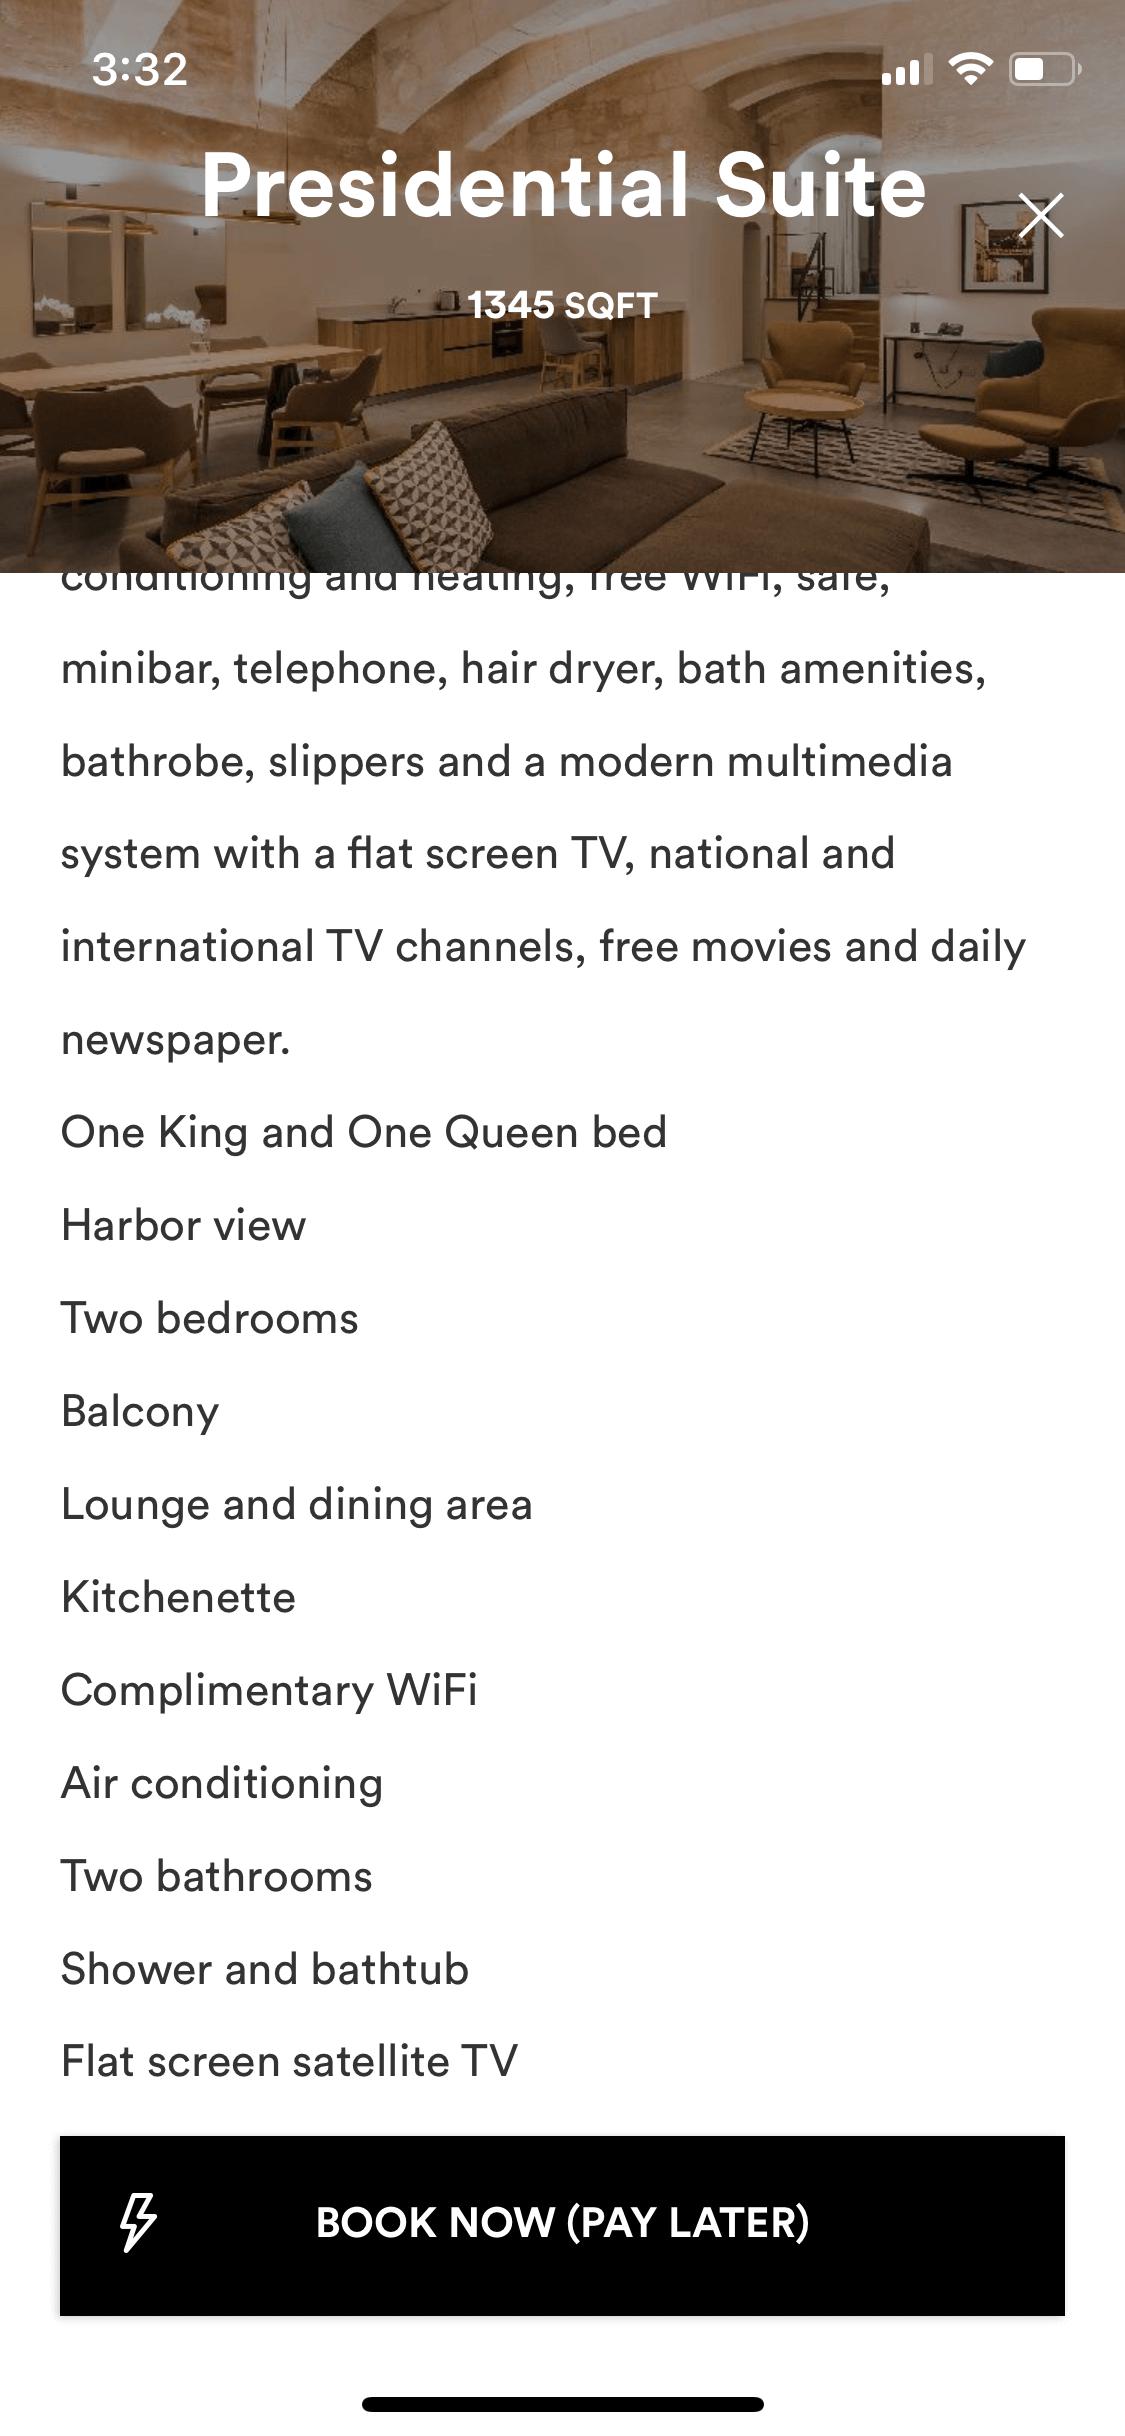 3:32
Presidential Suite
1345 SQFT
conditioning and heating, free WiFi, safe,
minibar, telephone, hair dryer, bath amenities,
bathrobe, slippers and a modern multimedia
system with a flat screen TV, national and
international TV channels, free movies and daily
newspaper.
One King and One Queen bed
Harbor view
Two bedrooms
Balcony
Lounge and dining area
Kitchenette
Complimentary WiFi
Air conditioning
Two bathrooms
Shower and bathtub
Flat screen satellite TV
BOOK NOW (PAY LATER)